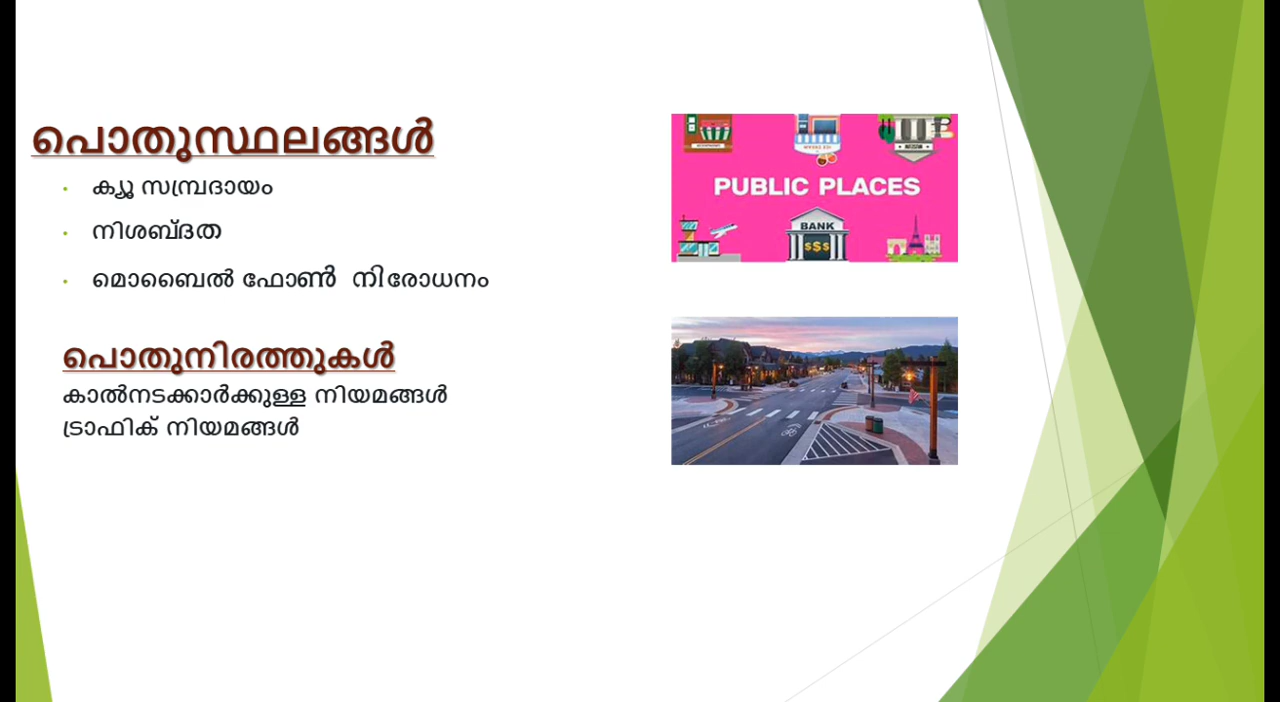 പൊതുസ്ഥലങ്ങൾ
ക്യൂ സമ്പ്രദായം
നിശബ്ദത
മൊബൈൽ ഫോൺ നിരോധനം
പൊതുനിരത്തുകൾ
കാൽനടക്കാർക്കുള്ള നിയമങ്ങൾ
ട്രാഫിക് നിയമങ്ങൾ
PUBLIC PLACES
BANK
$$$